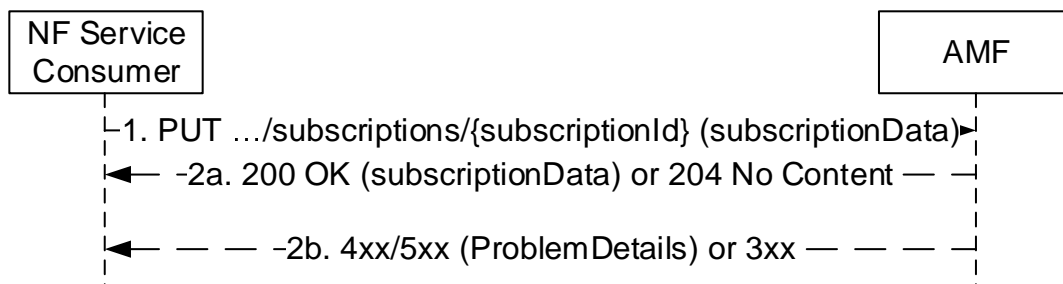 NF Service
Consumer
AMF
1. PUT …/subscriptions/{subscriptionId} (subscriptionData)
2a. 200 OK (subscriptionData) or 204 No Content
2b. 4xx/5xx (ProblemDetails) or 3xx